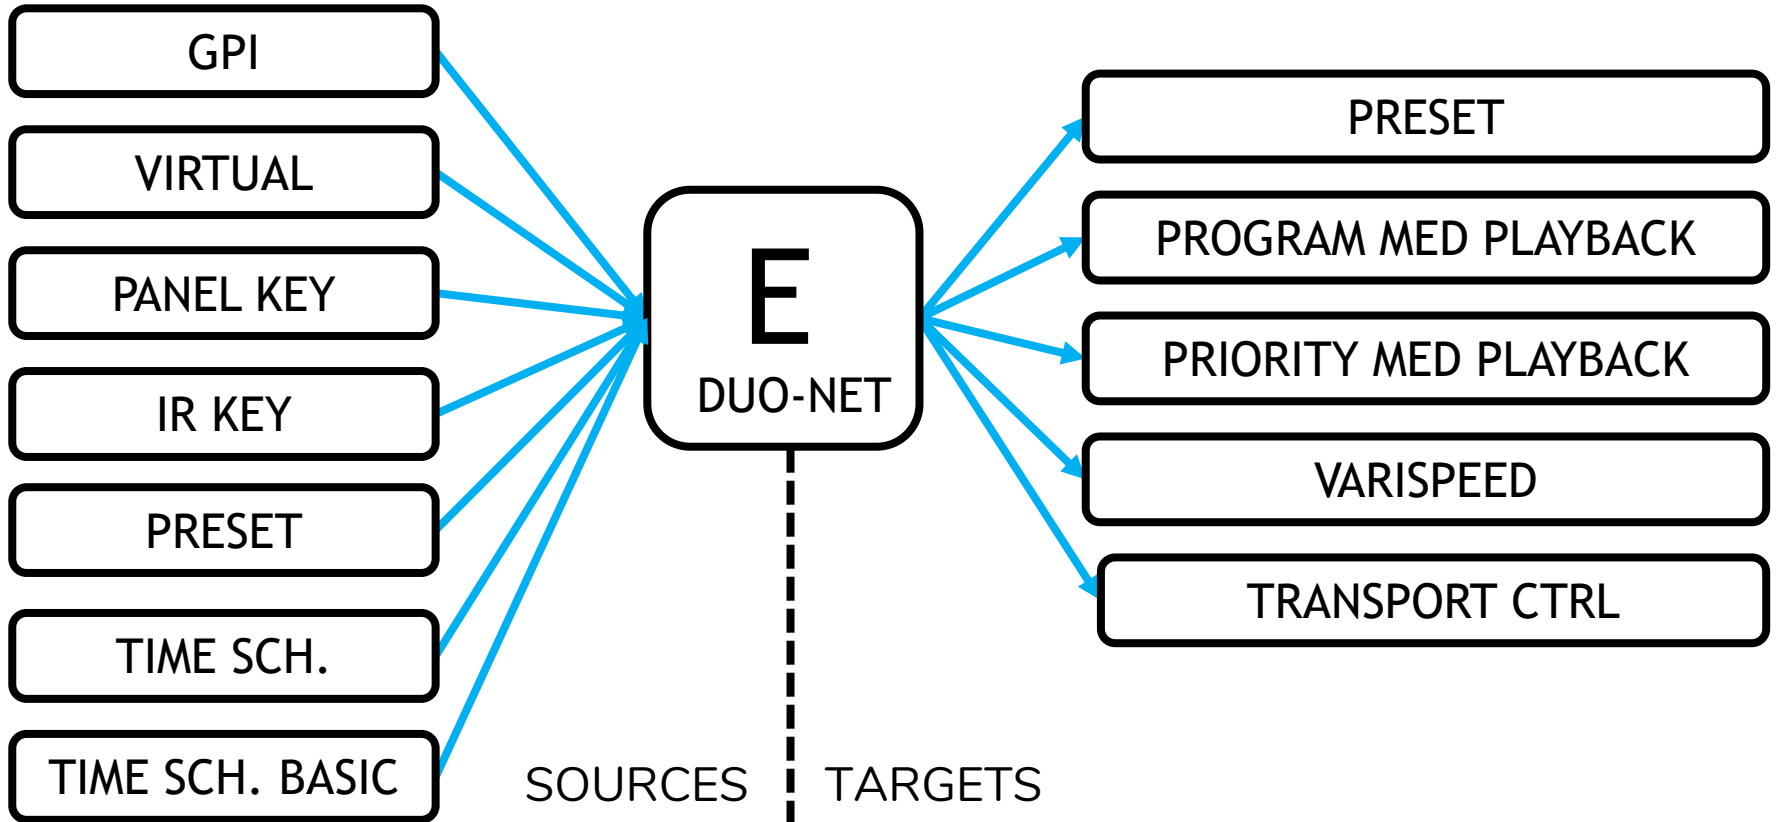 GPI
VIRTUAL
PANEL KEY
IR KEY
PRESET
TIME SCH.
TIME SCH. BASIC
E
DUO-NET
SOURCES
TARGETS
PRESET
PROGRAM MED PLAYBACK
PRIORITY MED PLAYBACK
VARISPEED
TRANSPORT CTRL